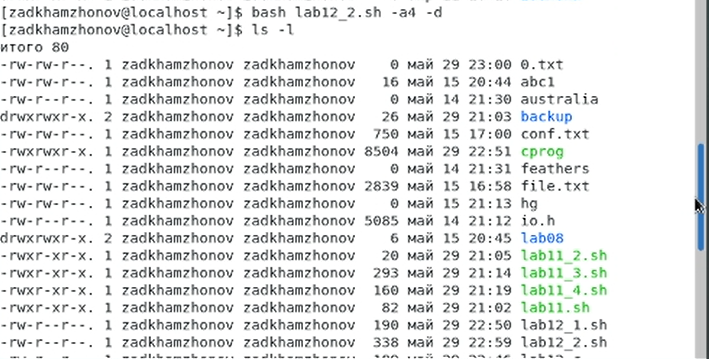 [zadkhamzhonov@localhost ~]$ bash lab12_2.sh -a4 -d
[zadkhamzhonov@localhost ~]$ ls -l
итого 80
-rw-rw-r--. 1 zadkhamzhonov zadkhamzhonov 0 май 29 23:00 0.txt
-rw-rw-r--. 1 zadkhamzhonov zadkhamzhonov 16 май 15 20:44 abc1
-rw-r--r--. 1 zadkhamzhonov zadkhamzhonov 0 май 14 21:30 australia
drwxrwxr-x. 2 zadkhamzhonov zadkhamzhonov 26 май 29 21:03 backup
-rw-rw-r--. 1 zadkhamzhonov zadkhamzhonov 750 май 15 17:00 conf.txt
-rwxrwxr-x. 1 zadkhamzhonov zadkhamzhonov 8504 май 29 22:51 cprog
-rw-r--r--. 1 zadkhamzhonov zadkhamzhonov 0 май 14 21:31 feathers
-rw-rw-r--. 1 zadkhamzhonov zadkhamzhonov 2839 май 15 16:58 file.txt
-rw-rw-r--. 1 zadkhamzhonov zadkhamzhonov 0 май 15 21:13 hg
-rw-r--r--. 1 zadkhamzhonov zadkhamzhonov 5085 май 14 21:12 io.h
drwxrwxr-x. 2 zadkhamzhonov zadkhamzhonov 6 май 15 20:45 lab08
-rwxr-xr-x. 1 zadkhamzhonov zadkhamzhonov 20 май 29 21:05 lab11_2.sh
-rwxr-xr-x. 1 zadkhamzhonov zadkhamzhonov 293 май 29 21:14 lab11_3.sh
-rwxr-xr-x. 1 zadkhamzhonov zadkhamzhonov 160 май 29 21:19 lab11_4.sh
-rwxr-xr-x. 1 zadkhamzhonov zadkhamzhonov 82 май 29 21:02 lab11.sh
-rw-r--r--. 1 zadkhamzhonov zadkhamzhonov 190 май 29 22:50 lab12_1.sh
-rw-r--r--. 1 zadkhamzhonov zadkhamzhonov 338 май 29 22:59 lab12_2.sh